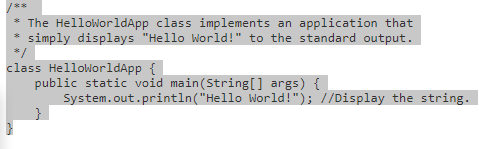 /**
 * The HelloWorldApp class implements an application that
 * simply displays "Hello World!" to the standard output.
 */
class HelloWorldApp {
    public static void main(String[] args) {
        System.out.println("Hello World!"); //Display the string.
    }
}